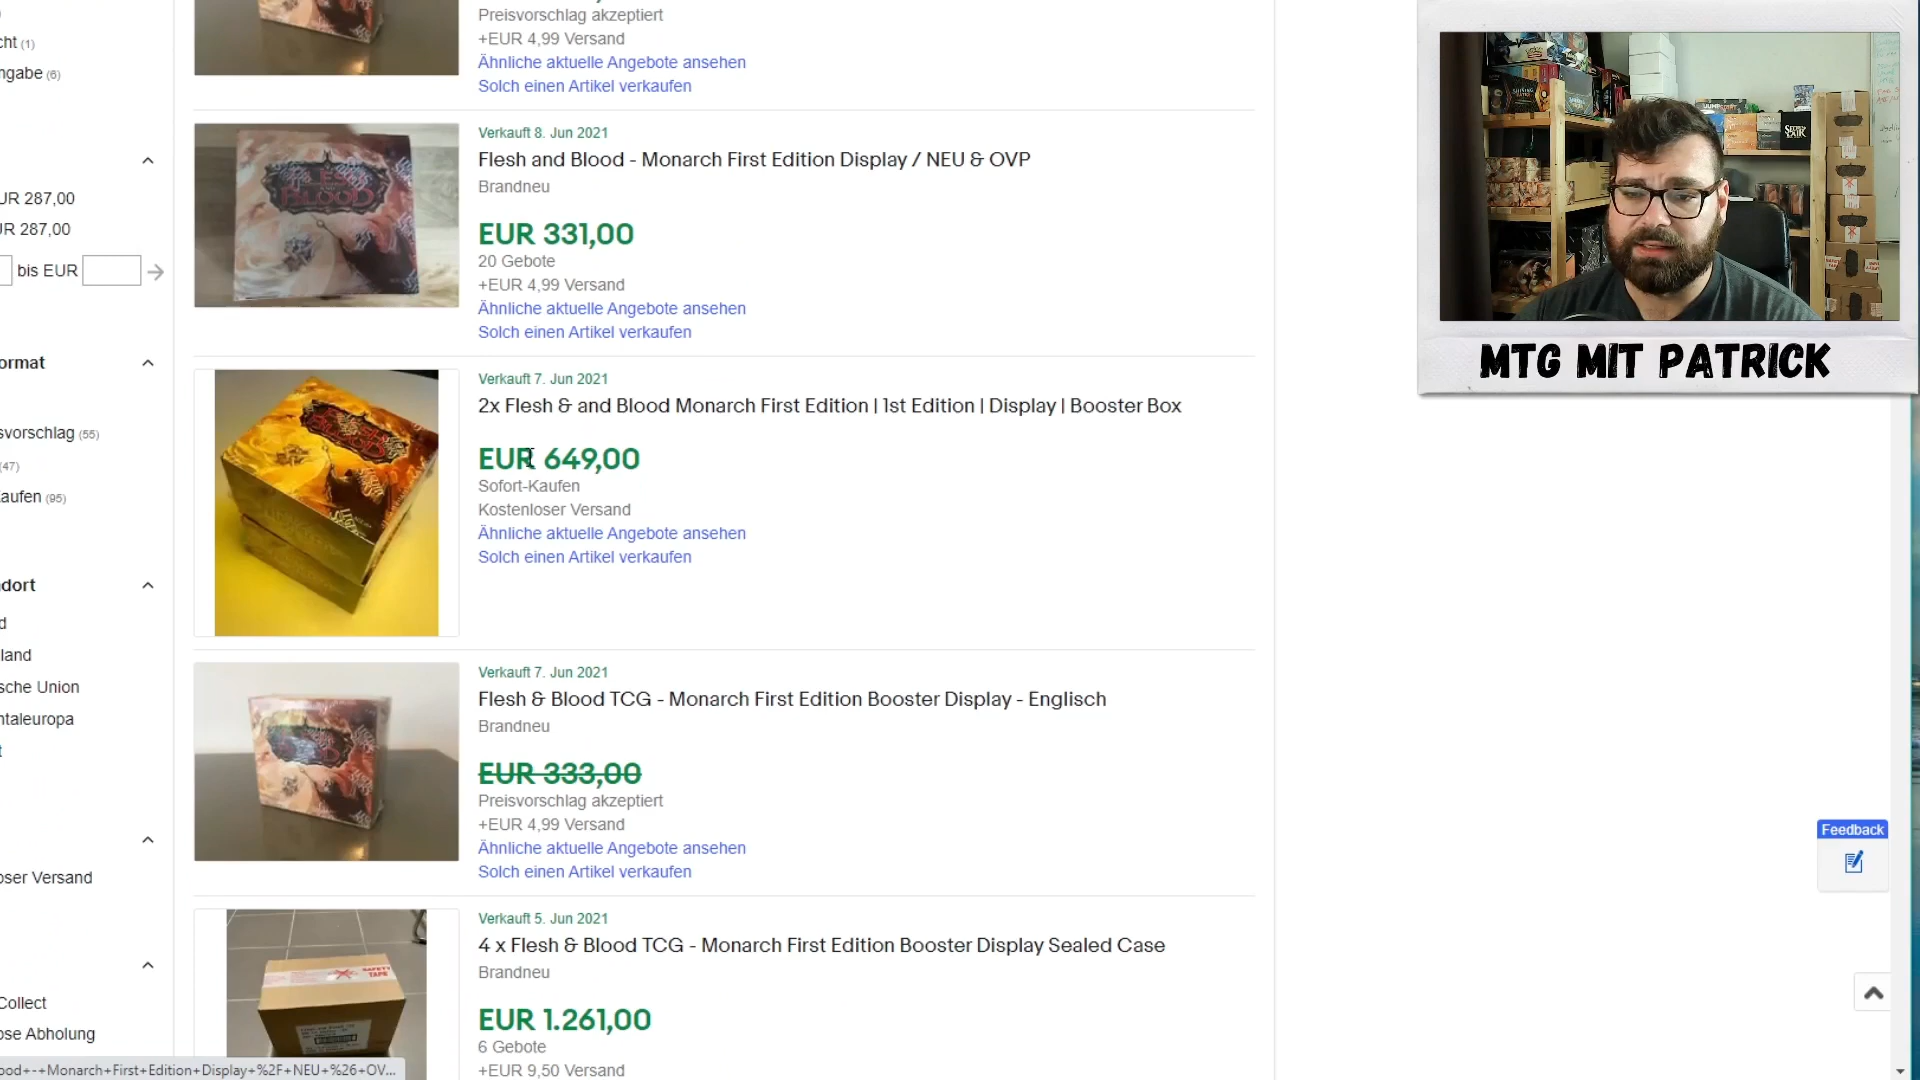 cht (1)
ngabe (6)
UR 287,00
UR 287,00
bis EUR
ormat
svorschlag (55)
(47)
aufen (95)
dort
d
land
sche Union
ntaleuropa
t
oser Versand
Collect
ose Abholung
ood+-+Monarch+First+Edition+Display+%2F+NEU+%26+OV...
Preisvorschlag akzeptiert
+EUR 4,99 Versand
Ähnliche aktuelle Angebote ansehen
Solch einen Artikel verkaufen
Verkauft 8. Jun 2021
Flesh and Blood - Monarch First Edition Display / NEU & OVP
Brandneu
EUR 331,00
20 Gebote
+EUR 4,99 Versand
Ähnliche aktuelle Angebote ansehen
Solch einen Artikel verkaufen
Verkauft 7. Jun 2021
2x Flesh & and Blood Monarch First Edition | 1st Edition | Display | Booster Box
EUR 649,00
Sofort-Kaufen
Kostenloser Versand
Ähnliche aktuelle Angebote ansehen
Solch einen Artikel verkaufen
Verkauft 7. Jun 2021
Flesh & Blood TCG - Monarch First Edition Booster Display - Englisch
Brandneu
EUR 333,00
Preisvorschlag akzeptiert
+EUR 4,99 Versand
Ähnliche aktuelle Angebote ansehen
Solch einen Artikel verkaufen
Verkauft 5. Jun 2021
4 x Flesh & Blood TCG - Monarch First Edition Booster Display Sealed Case
Brandneu
EUR 1.261,00
6 Gebote
+EUR 9,50 Versand
MTG MIT PATRICK
Feedback
FLESH
BLOOD
SAFETY
TAPE
SECRET
LAIR